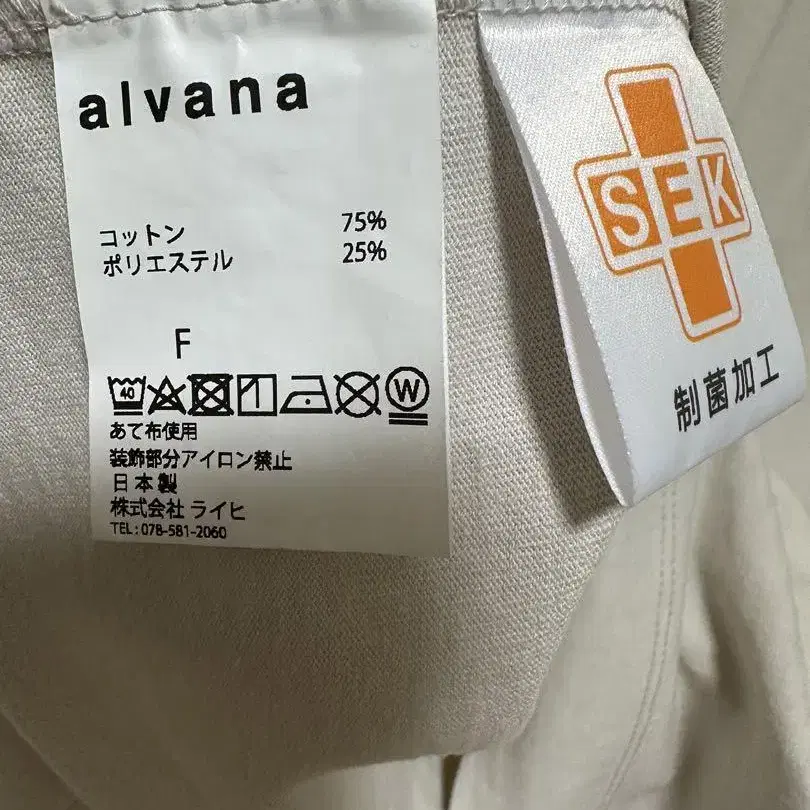 alvana
コットン 75%
ポリエステル 25%
F
40 W
あて布使用
装飾部分アイロン禁止
日本製
株式会社 ライヒ
TEL : 078-581-2060
SEK
制菌加工